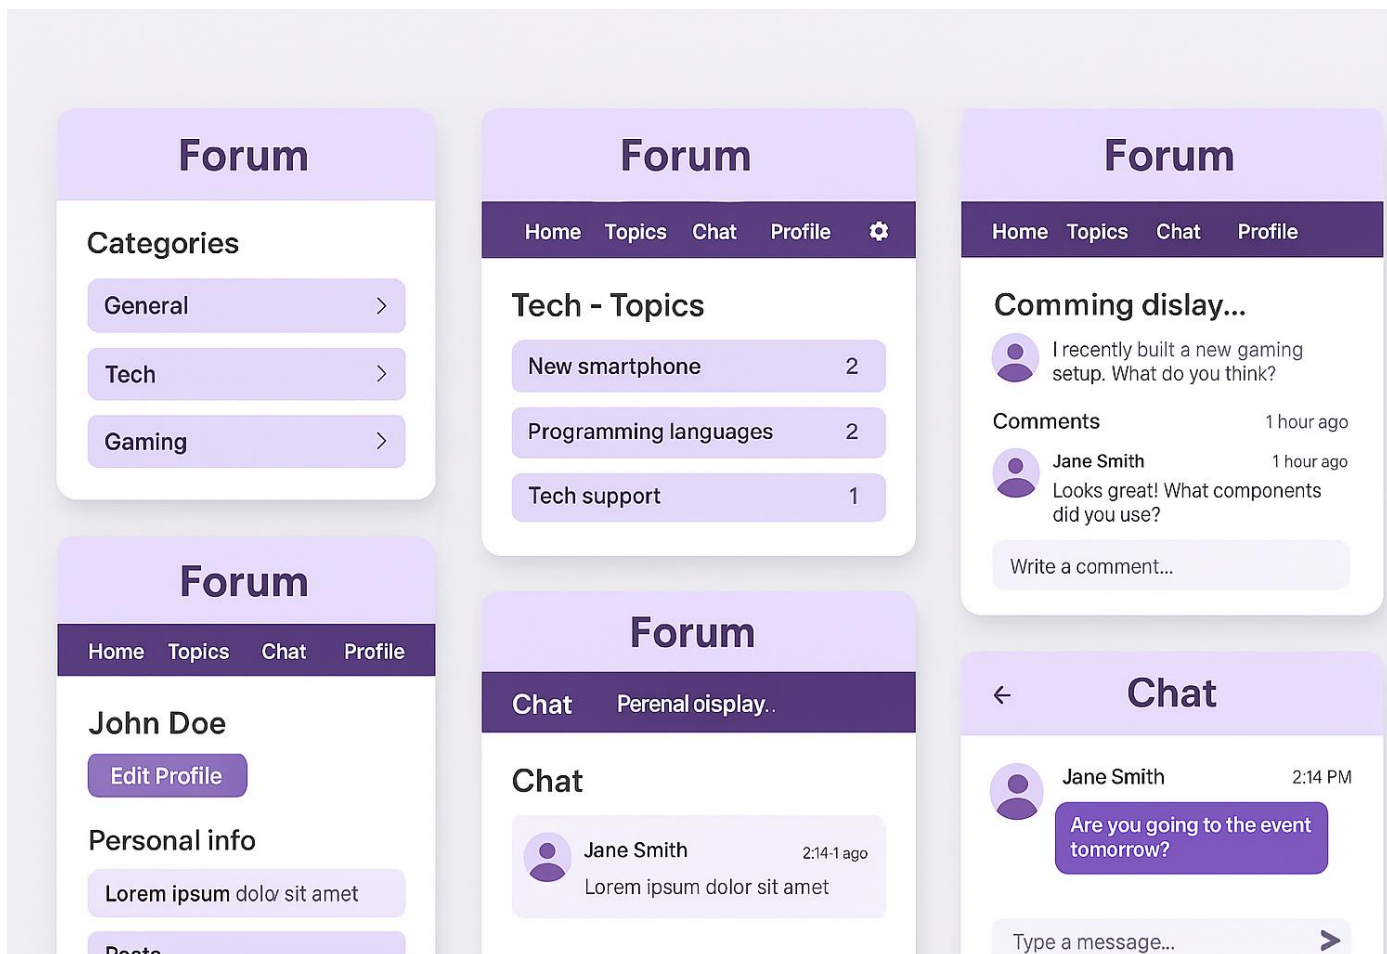 Forum
Categories
General
Tech
Gaming
Forum
Home Topics Chat Profile
Tech - Topics
New smartphone 2
Programming languages 2
Tech support 1
Forum
Home Topics Chat Profile
Comming dislay...
I recently built a new gaming
setup. What do you think?
Comments 1 hour ago
Jane Smith 1 hour ago
Looks great! What components
did you use?
Write a comment...
Forum
Home Topics Chat Profile
John Doe
Edit Profile
Personal info
Lorem ipsum dolor sit amet
Posts
Forum
Chat Perenal oisplay..
Chat
Jane Smith 2:14-1 ago
Lorem ipsum dolor sit amet
Chat
Jane Smith 2:14 PM
Are you going to the event
tomorrow?
Type a message...